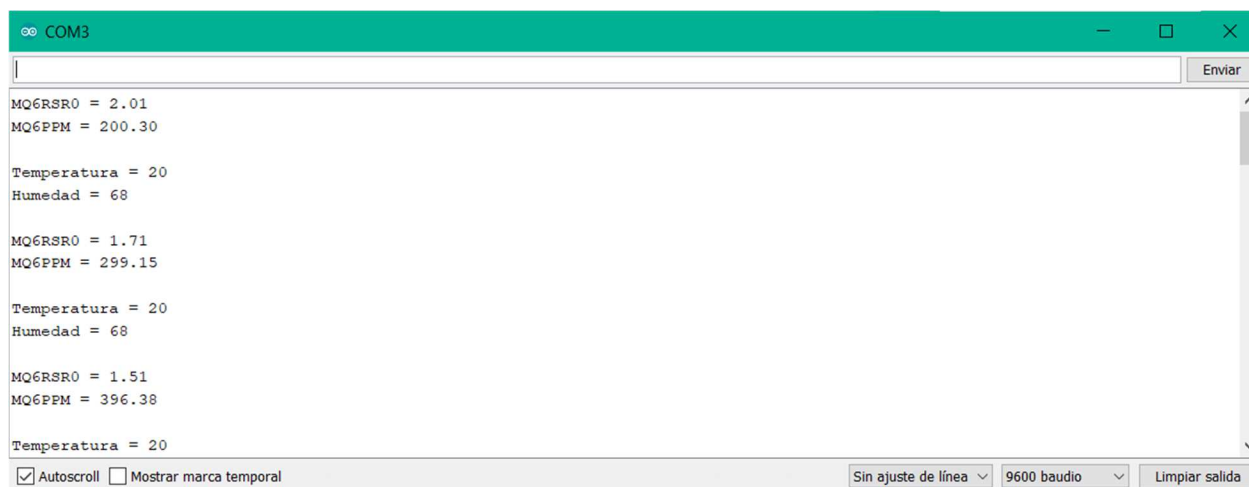 COM3
Enviar
MQ6RSR0 = 2.01
MQ6PPM = 200.30
Temperatura = 20
Humedad = 68
MQ6RSR0 = 1.71
MQ6PPM = 299.15
Temperatura = 20
Humedad = 68
MQ6RSR0 = 1.51
MQ6PPM = 396.38
Temperatura = 20
Autoscroll Mostrar marca temporal Sin ajuste de línea 9600 baudio Limpiar salida